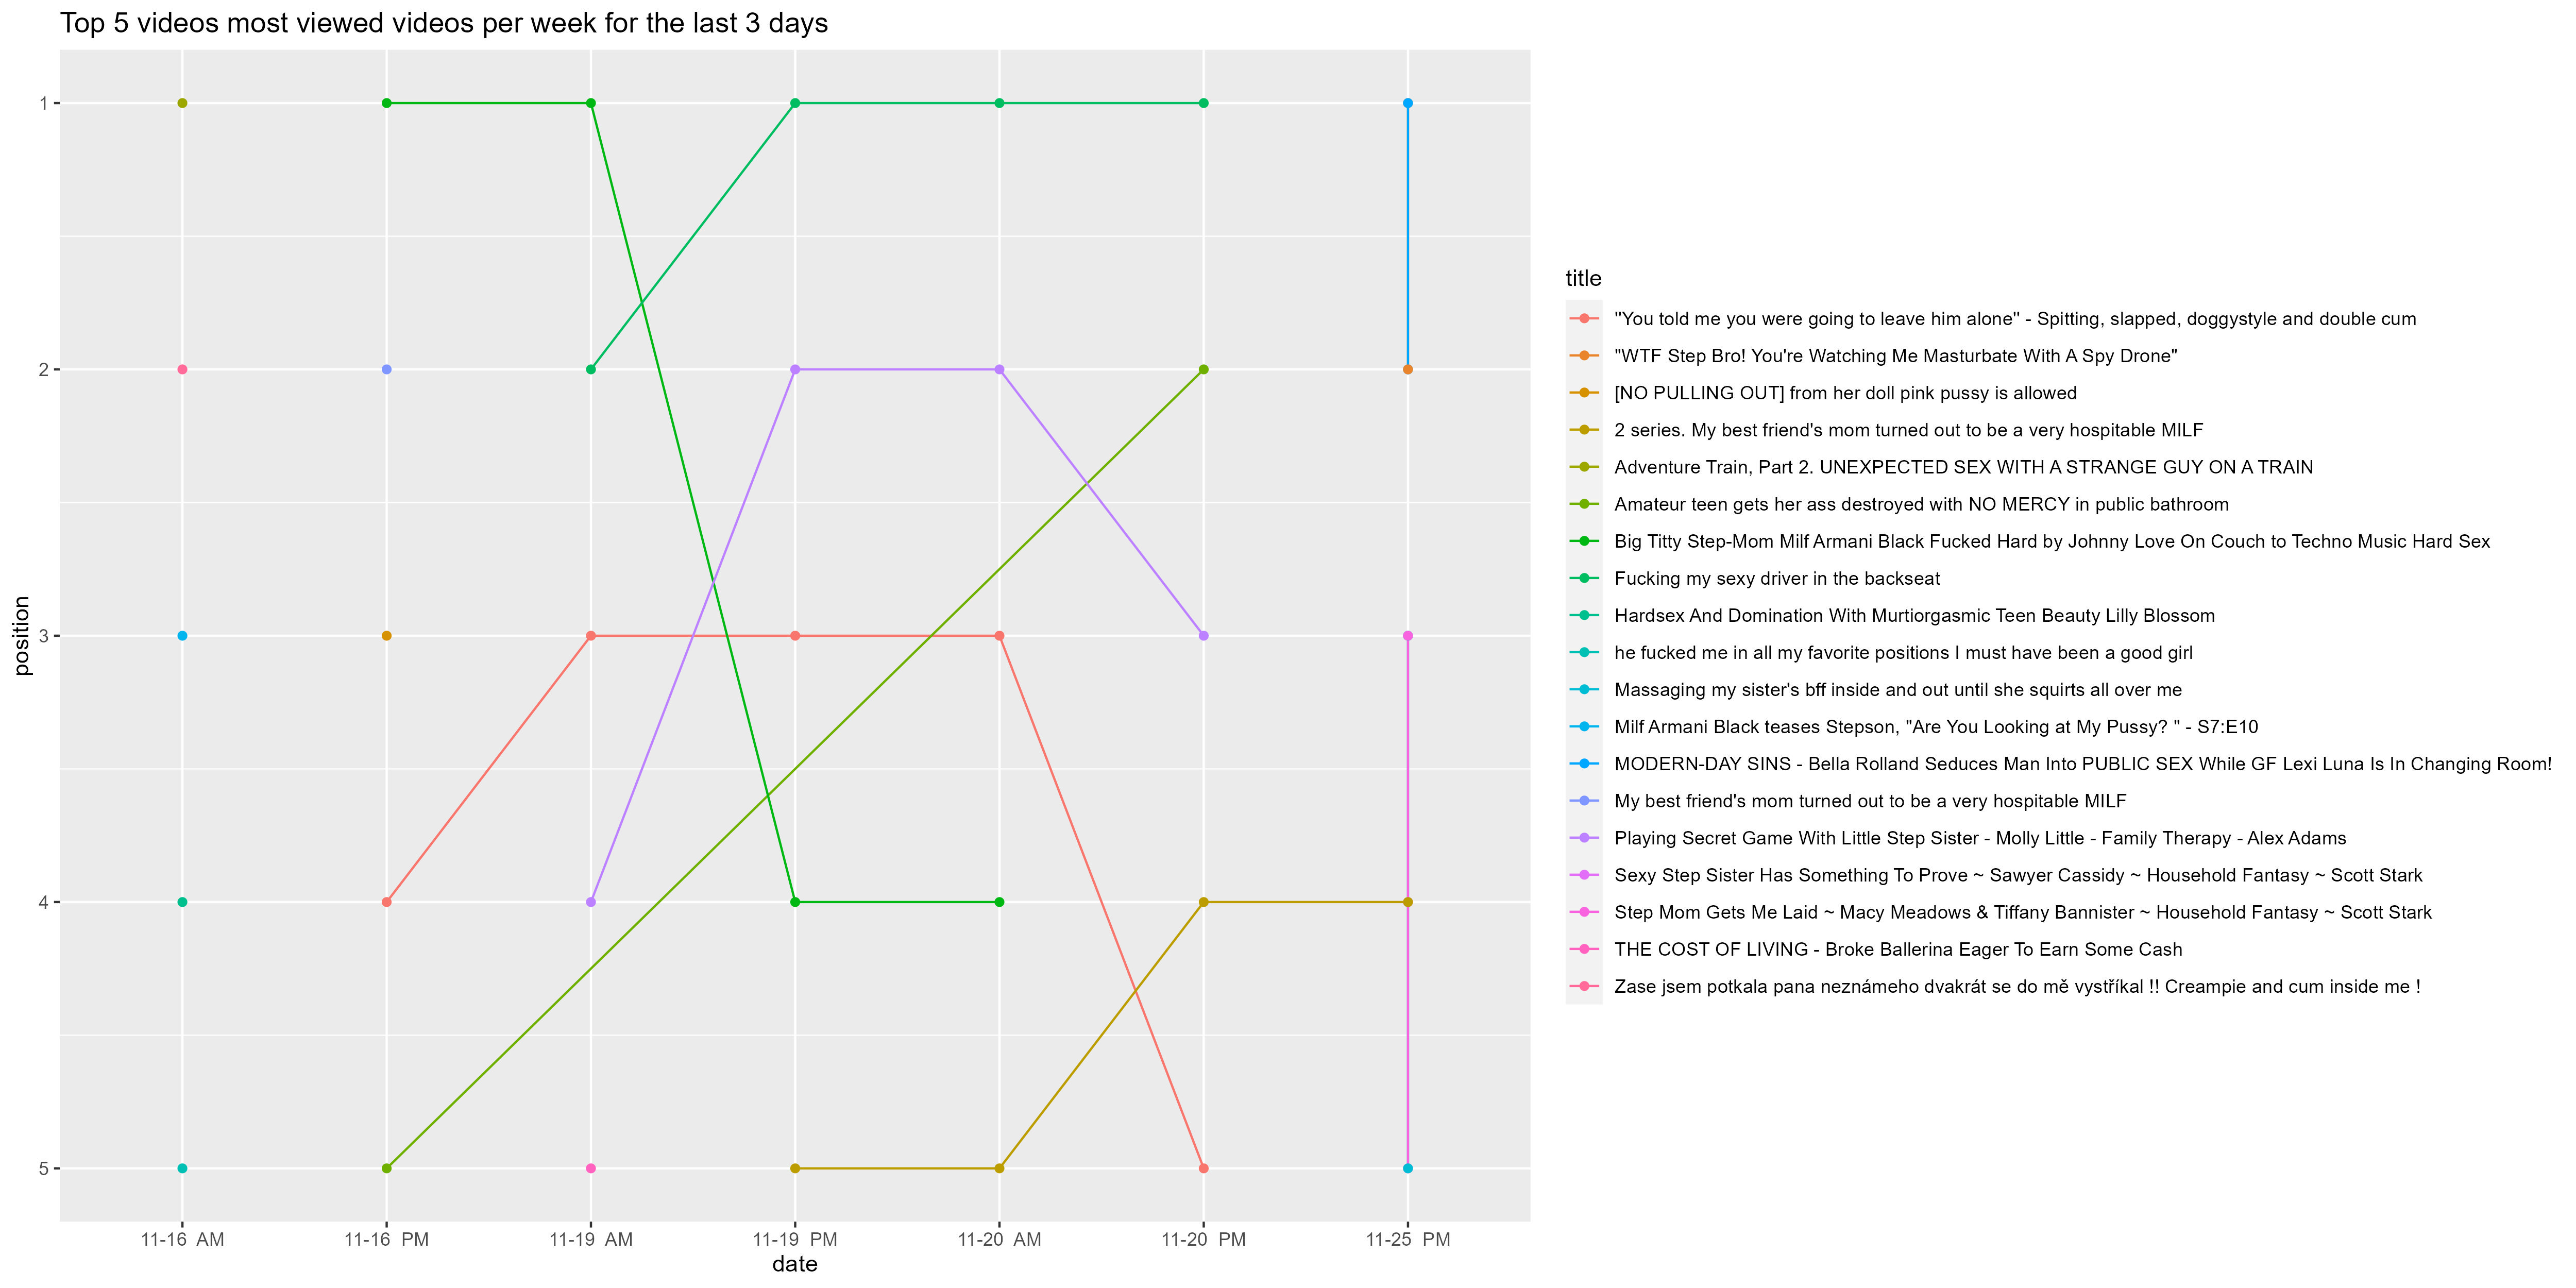 Top 5 videos most viewed videos per week for the last 3 days
position
1
2
3
4
5
11-16 AM
11-16 PM
11-19 AM
11-19 PM
11-20 AM
11-20 PM
11-25 PM
date
title
"You told me you were going to leave him alone" - Spitting, slapped, doggystyle and double cum
"WTF Step Bro! You're Watching Me Masturbate With A Spy Drone"
[NO PULLING OUT] from her doll pink pussy is allowed
2 series. My best friend's mom turned out to be a very hospitable MILF
Adventure Train, Part 2. UNEXPECTED SEX WITH A STRANGE GUY ON A TRAIN
Amateur teen gets her ass destroyed with NO MERCY in public bathroom
Big Titty Step-Mom Milf Armani Black Fucked Hard by Johnny Love On Couch to Techno Music Hard Sex
Fucking my sexy driver in the backseat
Hardsex And Domination With Murtiorgasmic Teen Beauty Lilly Blossom
he fucked me in all my favorite positions I must have been a good girl
Massaging my sister's bff inside and out until she squirts all over me
Milf Armani Black teases Stepson, "Are You Looking at My Pussy? " - S7:E10
MODERN-DAY SINS - Bella Rolland Seduces Man Into PUBLIC SEX While GF Lexi Luna Is In Changing Room!
My best friend's mom turned out to be a very hospitable MILF
Playing Secret Game With Little Step Sister - Molly Little - Family Therapy - Alex Adams
Sexy Step Sister Has Something To Prove ~ Sawyer Cassidy ~ Household Fantasy ~ Scott Stark
Step Mom Gets Me Laid ~ Macy Meadows & Tiffany Bannister ~ Household Fantasy ~ Scott Stark
THE COST OF LIVING - Broke Ballerina Eager To Earn Some Cash
Zase jsem potkala pana neznámeho dvakrát se do mě vystříkal !! Creampie and cum inside me !